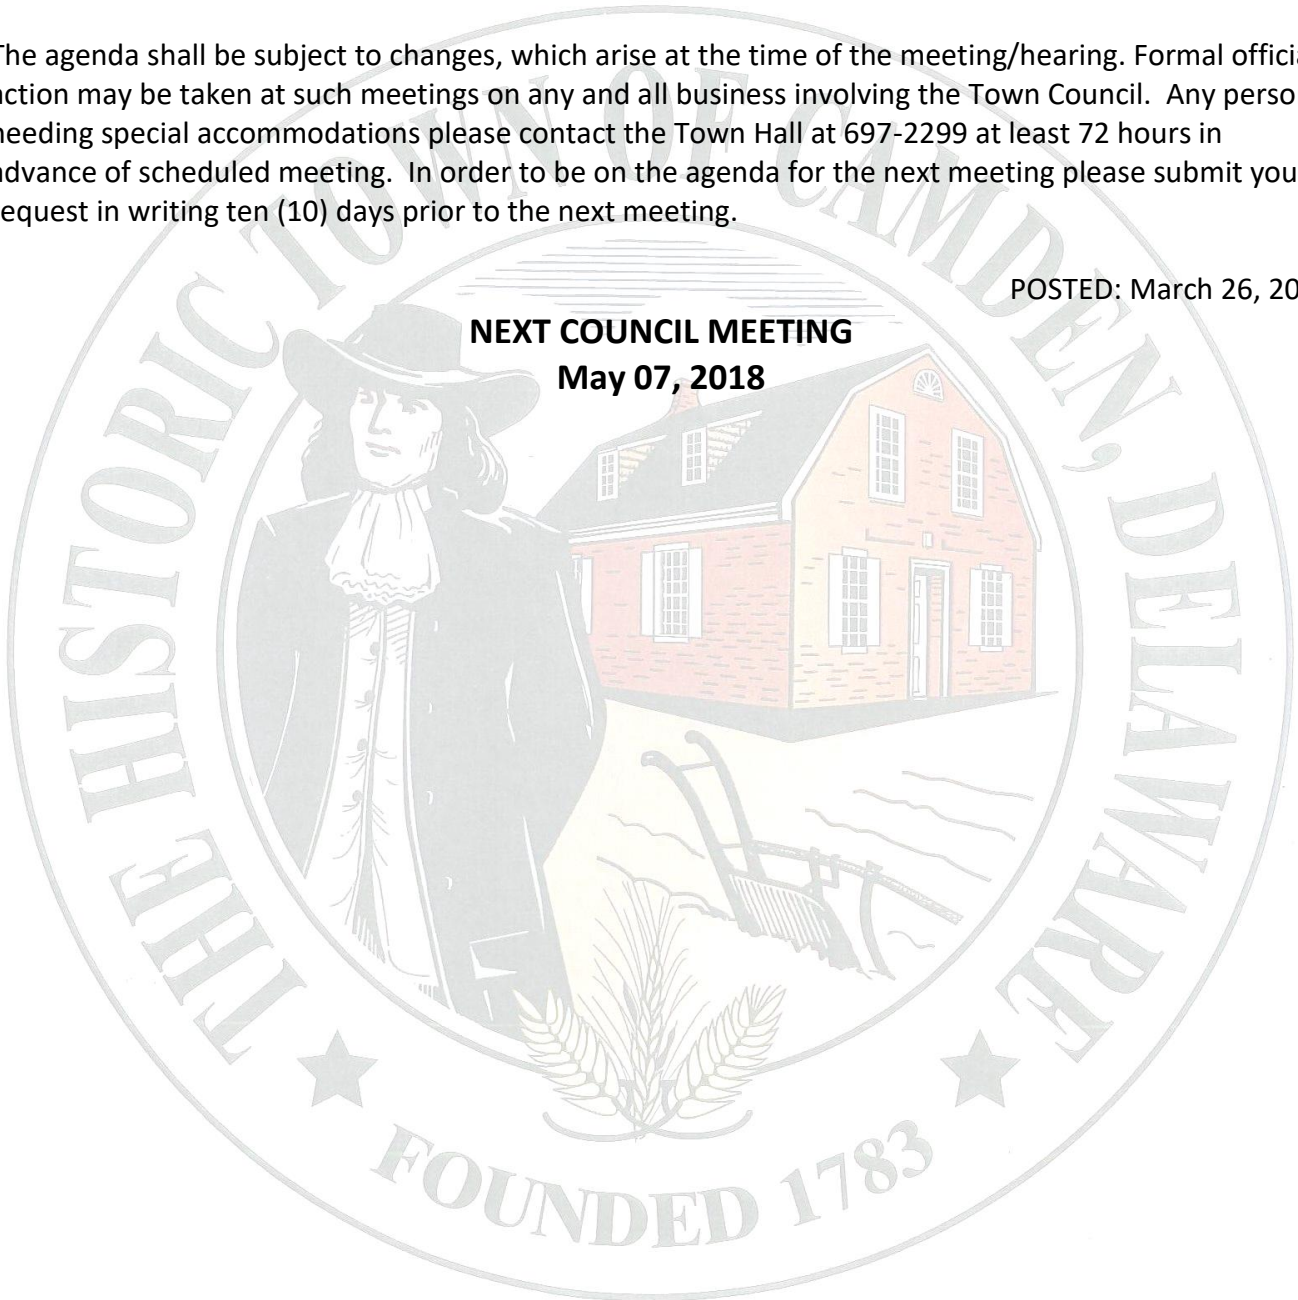 The agenda shall be subject to changes, which arise at the time of the meeting/hearing. Formal officia
action may be taken at such meetings on any and all business involving the Town Council.  Any perso
needing special accommodations please contact the Town Hall at 697-2299 at least 72 hours in
advance of scheduled meeting.  In order to be on the agenda for the next meeting please submit you
request in writing ten (10) days prior to the next meeting.
POSTED: March 26, 20
NEXT COUNCIL MEETING
May 07, 2018
THE HISTORIC TOWN OF CAMDEN, DELAWARE
FOUNDED 1783